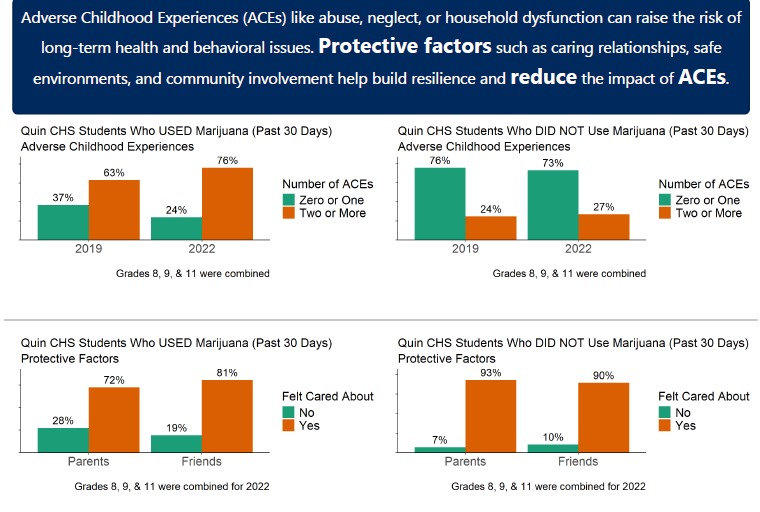 Adverse Childhood Experiences (ACEs) like abuse, neglect, or household dysfunction can raise the risk of
long-term health and behavioral issues. Protective factors such as caring relationships, safe
environments, and community involvement help build resilience and reduce the impact of ACEs.
Quin CHS Students Who USED Marijuana (Past 30 Days)
Adverse Childhood Experiences
37%
63%
24%
76%
2019
2022
Number of ACEs
Zero or One
Two or More
Grades 8, 9, & 11 were combined
Quin CHS Students Who DID NOT Use Marijuana (Past 30 Days)
Adverse Childhood Experiences
76%
24%
73%
27%
2019
2022
Number of ACEs
Zero or One
Two or More
Grades 8, 9, & 11 were combined
Quin CHS Students Who USED Marijuana (Past 30 Days)
Protective Factors
28%
72%
19%
81%
Parents
Friends
Felt Cared About
No
Yes
Grades 8, 9, & 11 were combined for 2022
Quin CHS Students Who DID NOT Use Marijuana (Past 30 Days)
Protective Factors
7%
93%
10%
90%
Parents
Friends
Felt Cared About
No
Yes
Grades 8, 9, & 11 were combined for 2022